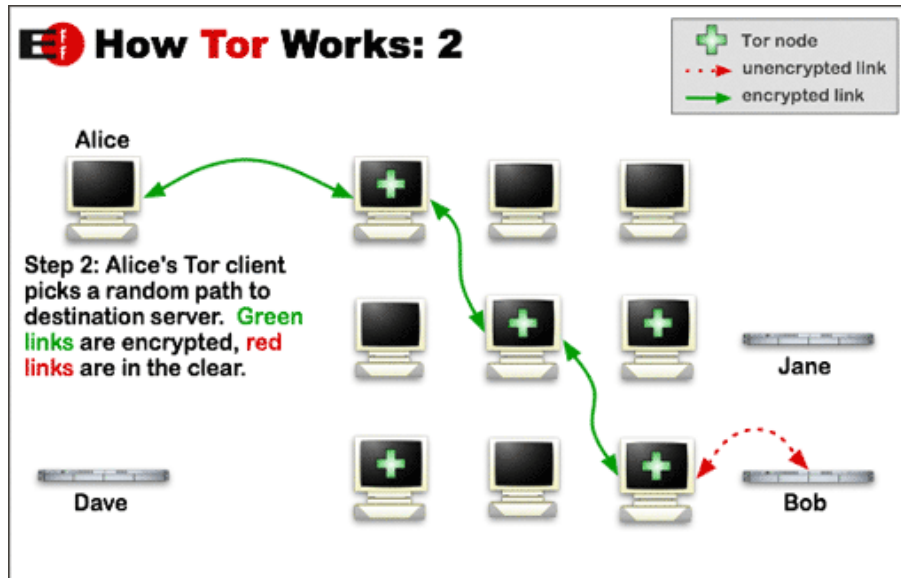 EFF How Tor Works: 2
Tor node
unencrypted link
encrypted link
Alice
Step 2: Alice's Tor client
picks a random path to
destination server. Green
links are encrypted, red
links are in the clear.
Jane
Dave
Bob